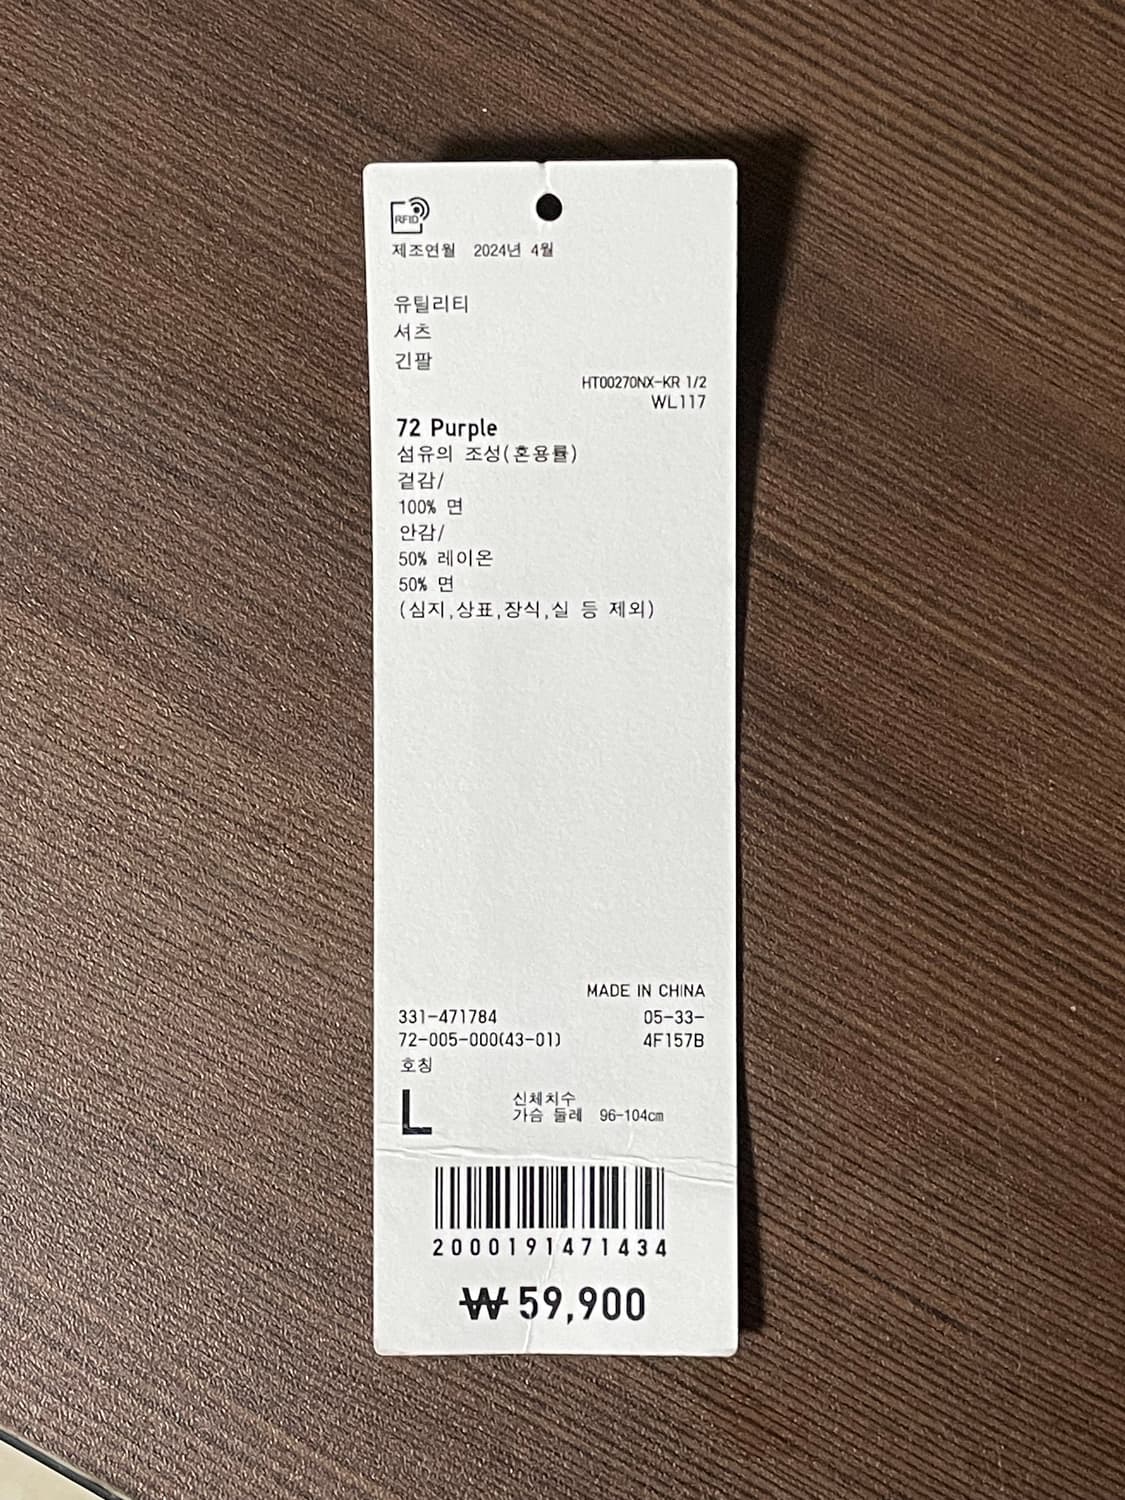 RFID
제조연월 2024년 4월
유틸리티
셔츠
긴팔
HT00270NX-KR 1/2
WL117
72 Purple
섬유의 조성(혼용률)
겉감/
100% 면
안감/
50% 레이온
50% 면
(심지,상표,장식,실 등 제외)
MADE IN CHINA
331-471784 05-33-
72-005-000(43-01) 4F157B
호칭
L
신체치수
가슴 둘레 96-104cm
2000191471434
₩59,900